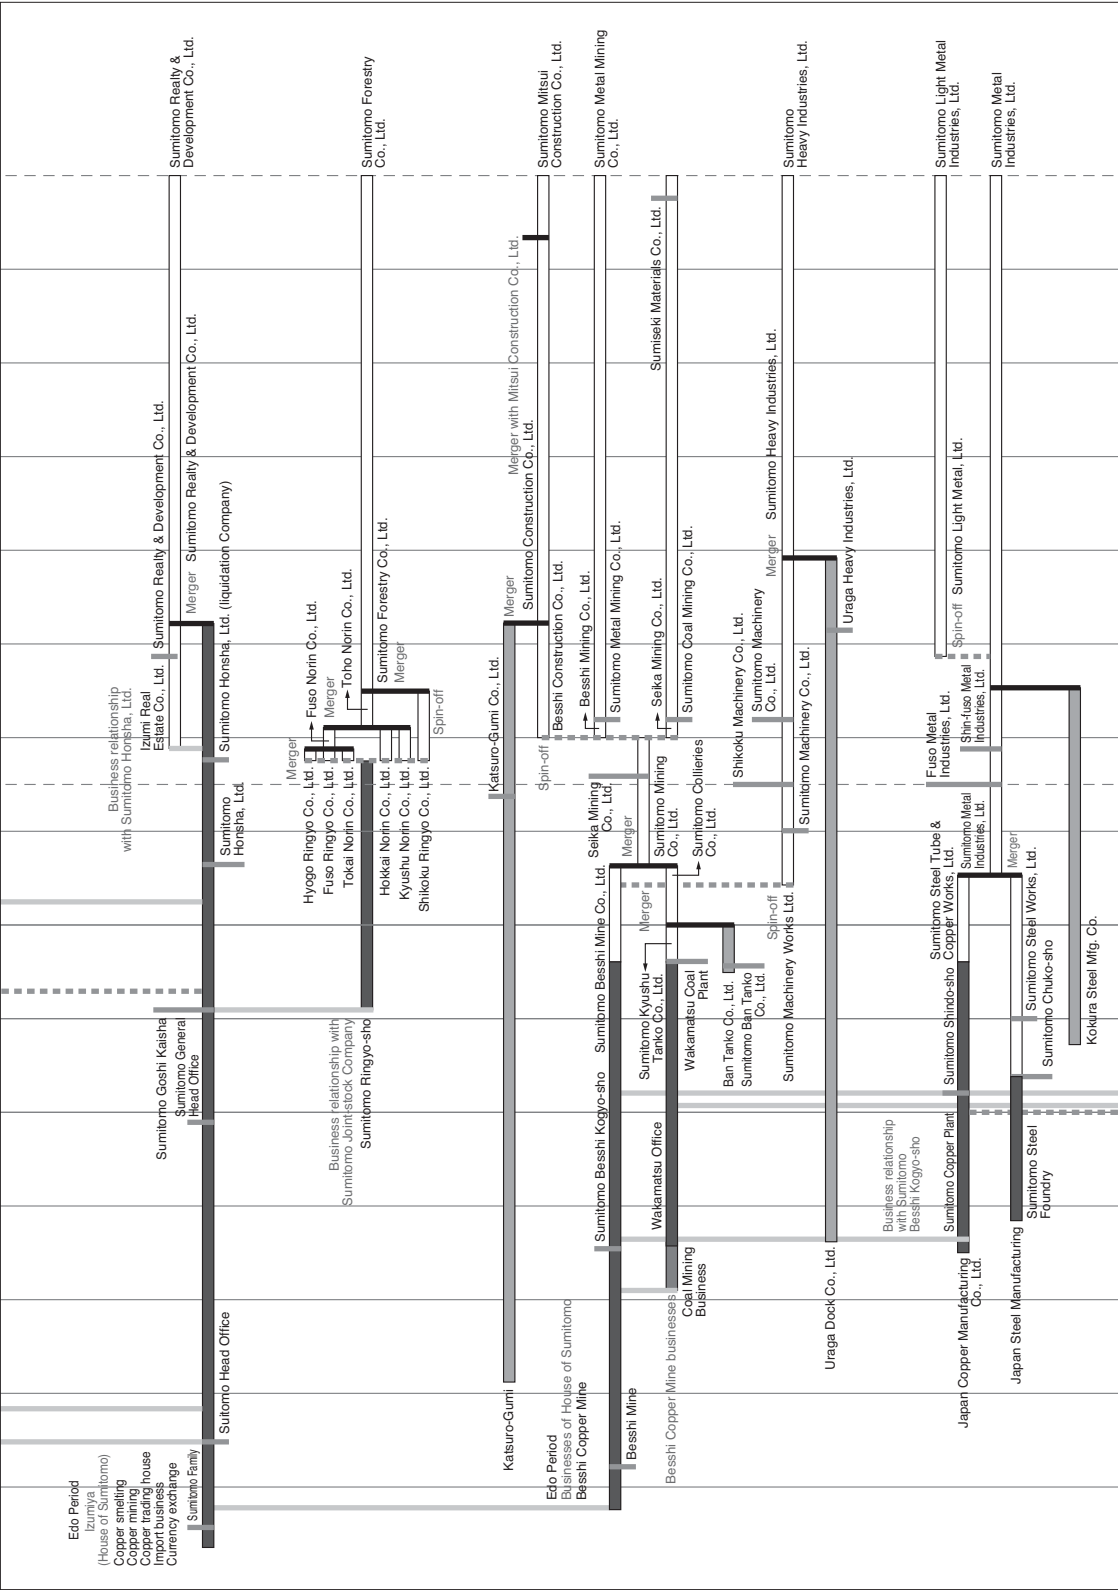 Edo Period
Izumiya
(House of Sumitomo)
Copper smelting
Copper mining
Copper trading house
Import business
Currency exchange
Sumitomo Family
Suitomo Head Office
Sumitomo Goshi Kaisha
Sumitomo General
Head Office
Sumitomo
Honsha, Ltd.
Sumitomo Honsha, Ltd. (liquidation Company)
Business relationship
with Sumitomo Honsha, Ltd.
Izumi Real
Estate Co., Ltd.
Sumitomo Realty & Development Co., Ltd.
Merger
Sumitomo Realty & Development Co., Ltd.
Sumitomo Realty &
Development Co., Ltd.
Business relationship with
Sumitomo Joint-stock Company
Sumitomo Ringyo-sho
Hyogo Ringyo Co., Ltd.
Fuso Ringyo Co., Ltd.
Tokai Norin Co., Ltd.
Hokkai Norin Co., Ltd.
Kyushu Norin Co., Ltd.
Shikoku Ringyo Co., Ltd.
Merger
Fuso Norin Co., Ltd.
Merger
Toho Norin Co., Ltd.
Sumitomo Forestry Co., Ltd.
Merger
Spin-off
Sumitomo Forestry
Co., Ltd.
Katsuro-Gumi
Katsuro-Gumi Co., Ltd.
Merger
Sumitomo Construction Co., Ltd.
Merger with Mitsui Construction Co., Ltd.
Sumitomo Mitsui
Construction Co., Ltd.
Spin-off
Besshi Construction Co., Ltd.
Edo Period
Businesses of House of Sumitomo
Besshi Copper Mine
Besshi Mine
Sumitomo Besshi Kogyo-sho
Sumitomo Besshi Mine Co., Ltd.
Merger
Seika Mining
Co., Ltd.
Sumitomo Mining
Co., Ltd.
Besshi Mining Co., Ltd.
Sumitomo Metal Mining Co., Ltd.
Sumitomo Metal Mining
Co., Ltd.
Besshi Copper Mine businesses
Coal Mining
Business
Wakamatsu Office
Sumitomo Kyushu
Tanko Co., Ltd.
Merger
Wakamatsu Coal
Plant
Sumitomo Collieries
Co., Ltd.
Seika Mining Co., Ltd.
Sumitomo Coal Mining Co., Ltd.
Sumiseki Materials Co., Ltd.
Ban Tanko Co., Ltd.
Sumitomo Ban Tanko
Co., Ltd.
Spin-off
Sumitomo Machinery Works Ltd.
Sumitomo Machinery Co., Ltd.
Shikoku Machinery Co., Ltd.
Sumitomo Machinery
Co., Ltd.
Merger
Sumitomo Heavy Industries, Ltd.
Sumitomo
Heavy Industries, Ltd.
Uraga Dock Co., Ltd.
Uraga Heavy Industries, Ltd.
Business relationship
with Sumitomo
Besshi Kogyo-sho
Japan Copper Manufacturing
Co., Ltd.
Sumitomo Copper Plant
Sumitomo Shindo-sho
Sumitomo Steel Tube &
Copper Works, Ltd.
Sumitomo Metal
Industries, Ltd.
Fuso Metal
Industries, Ltd.
Shin-fuso Metal
Industries, Ltd.
Spin-off
Sumitomo Light Metal, Ltd.
Sumitomo Light Metal
Industries, Ltd.
Sumitomo Metal
Industries, Ltd.
Japan Steel Manufacturing
Sumitomo Steel
Foundry
Sumitomo Chuko-sho
Sumitomo Steel Works, Ltd.
Merger
Kokura Steel Mfg. Co.